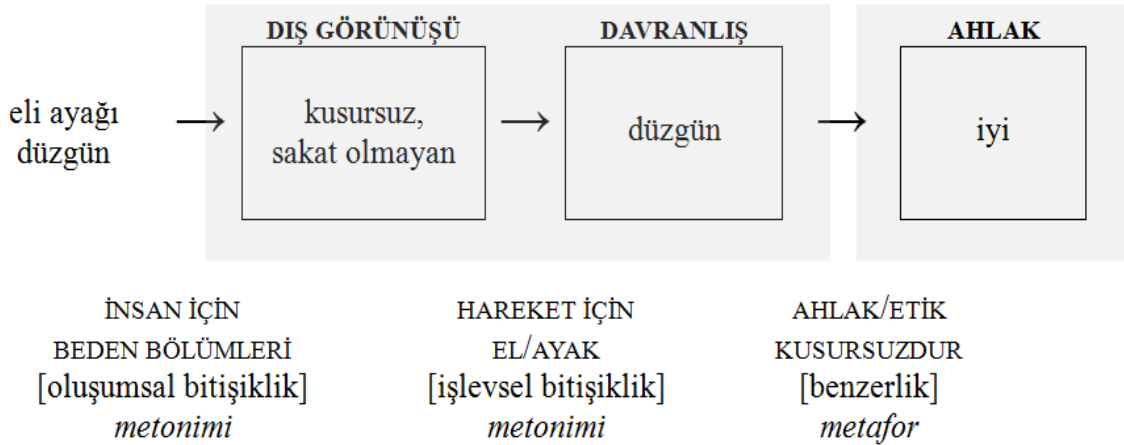 DIŞ GÖRÜNÜŞÜ
DAVRANLIŞ
AHLAK
eli ayağı
düzgün
→
kusursuz,
sakat olmayan
→
düzgün
→
iyi
İNSAN İÇİN
BEDEN BÖLÜMLERİ
[oluşumsal bitişiklik]
metonimi
HAREKET İÇİN
EL/AYAK
[işlevsel bitişiklik]
metonimi
AHLAK/ETİK
KUSURSUZDUR
[benzerlik]
metafor